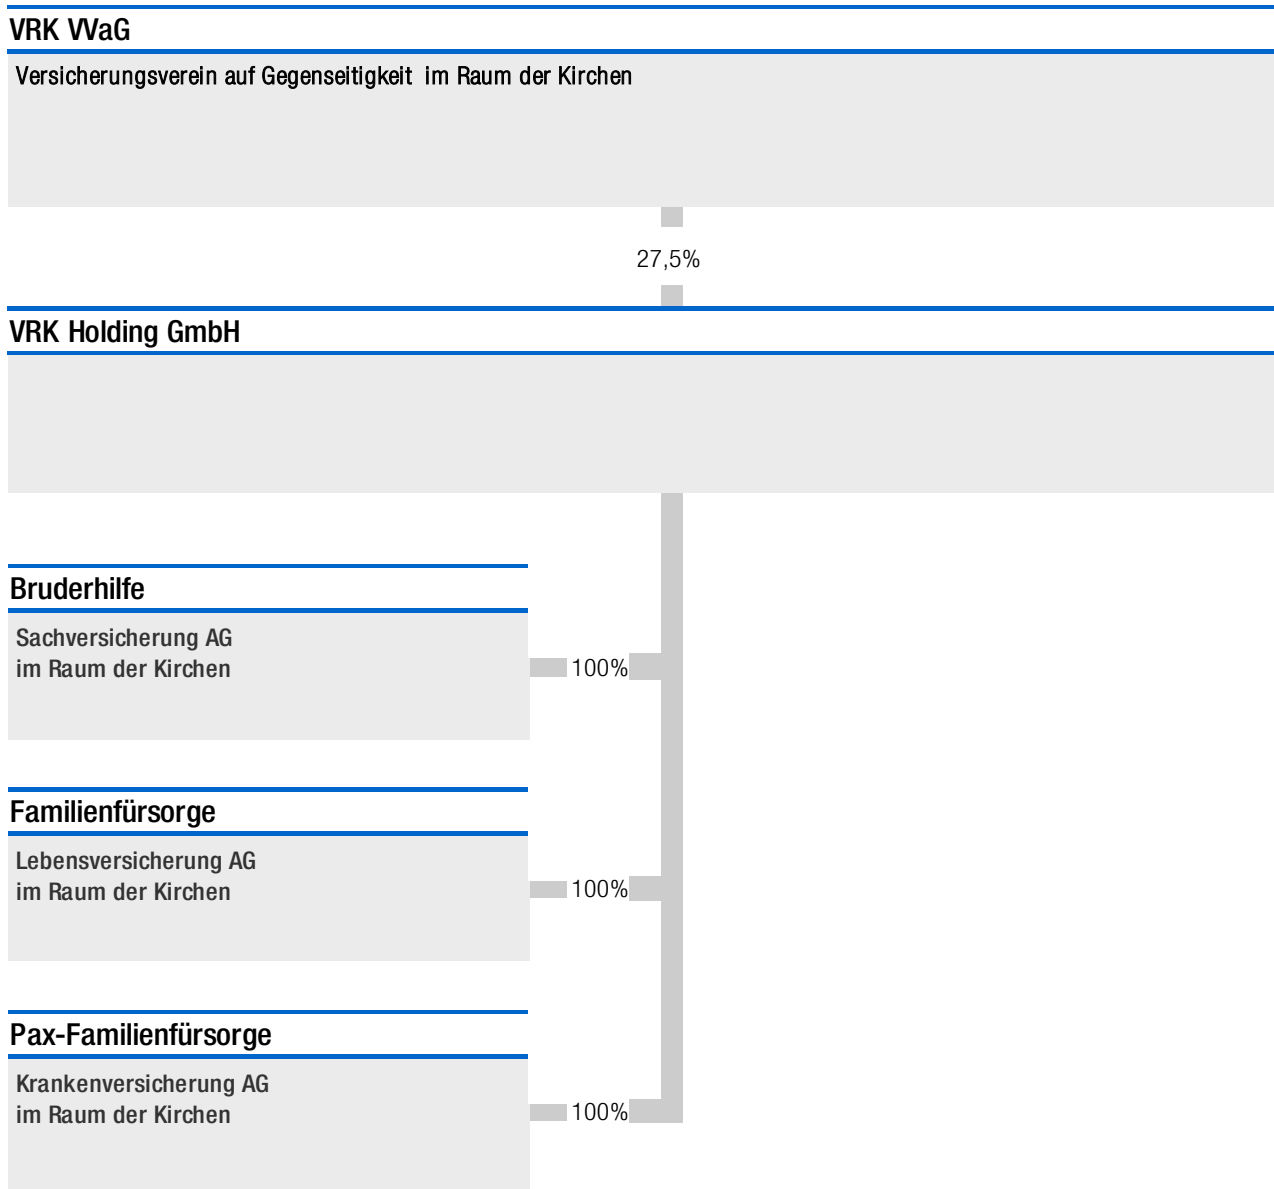 VRK VVaG
Versicherungsverein auf Gegenseitigkeit im Raum der Kirchen
27,5%
VRK Holding GmbH
Bruderhilfe
Sachversicherung AG
im Raum der Kirchen
100%
Familienfürsorge
Lebensversicherung AG
im Raum der Kirchen
100%
Pax-Familienfürsorge
Krankenversicherung AG
im Raum der Kirchen
100%